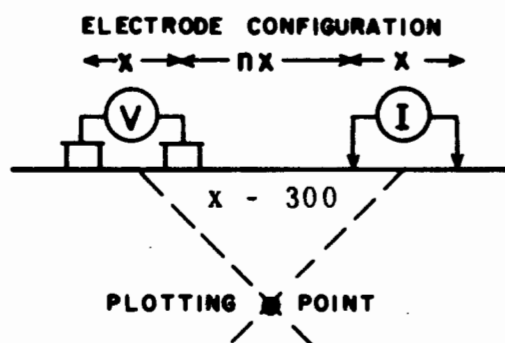 ELECTRODE CONFIGURATION
x nx x
V I
x - 300
PLOTTING POINT